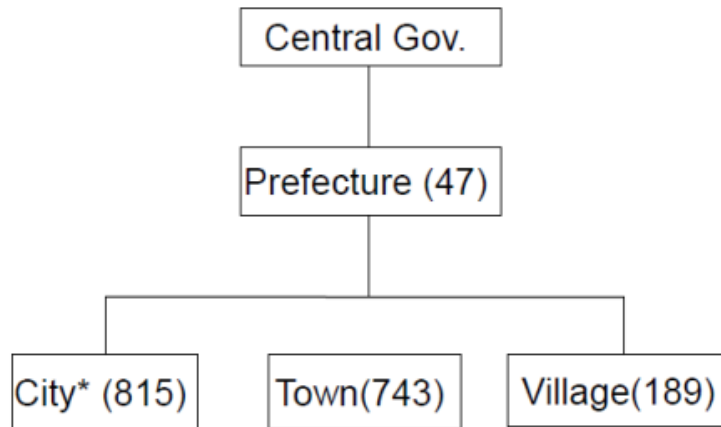 Central Gov.
Prefecture (47)
City* (815)
Town(743)
Village(189)